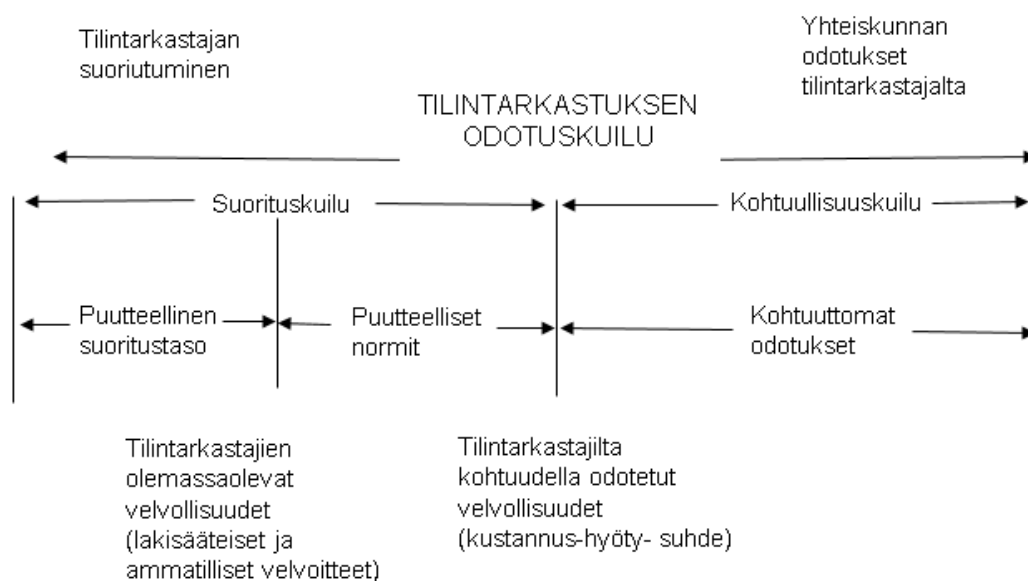 Tilintarkastajan
suoriutuminen
Yhteiskunnan
odotukset
tilintarkastajalta
TILINTARKASTUKSEN
ODOTUSKUILU
Suorituskuilu
Kohtuullisuuskuilu
Puutteellinen
suoritustaso
Puutteelliset
normit
Kohtuuttomat
odotukset
Tilintarkastajien
olemassaolevat
velvollisuudet
(lakisääteiset ja
ammatilliset velvoitteet)
Tilintarkastajilta
kohtuudella odotetut
velvollisuudet
(kustannus-hyöty- suhde)